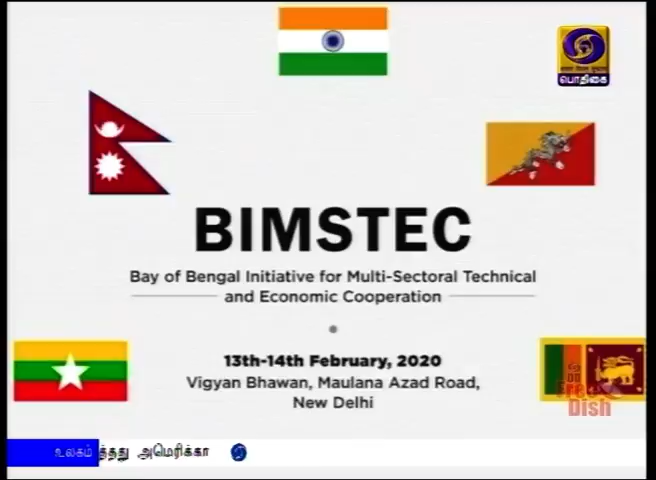 பொதிகை
BIMSTEC
Bay of Bengal Initiative for Multi-Sectoral Technical
and Economic Cooperation
13th-14th February, 2020
Vigyan Bhawan, Maulana Azad Road,
New Delhi
DD
Free
Dish
உலகம் த்தது அமெரிக்கா